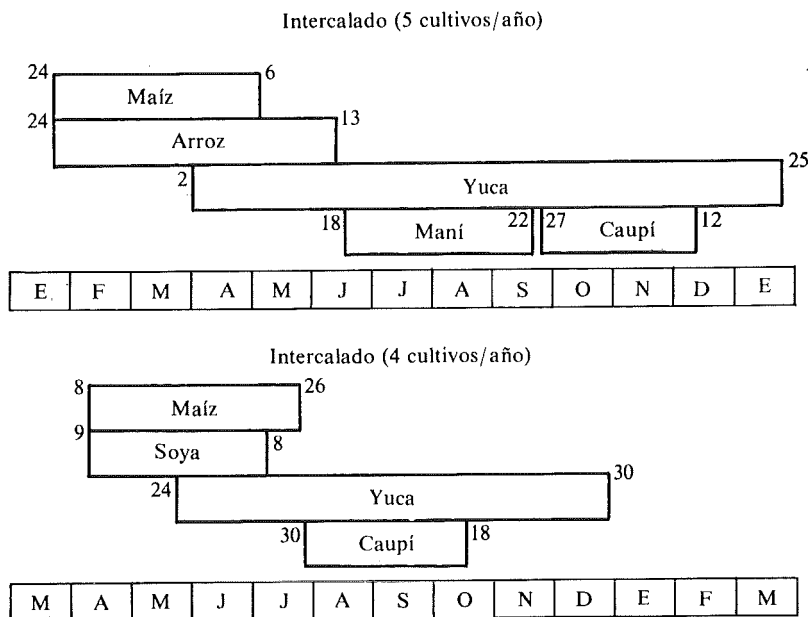 Intercalado (5 cultivos/año)
24 6
Maíz
24 13
Arroz
2 25
Yuca
18 Maní 22 27 Caupí 12
E F M A M J J A S O N D E
Intercalado (4 cultivos/año)
8 26
Maíz
9 8
Soya
24 30
Yuca
30 18
Caupí
M A M J J A S O N D E F M